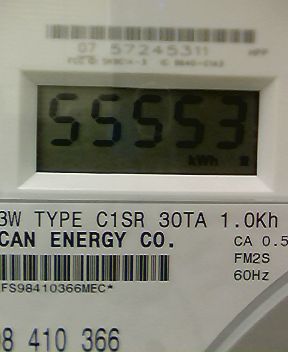 07 57245311
55553
kWh
3W TYPE C1SR 30TA 1.0Kh
CAN ENERGY CO.
CA 0.5
FM2S
60Hz
FS98410366MEC*
98 410 366